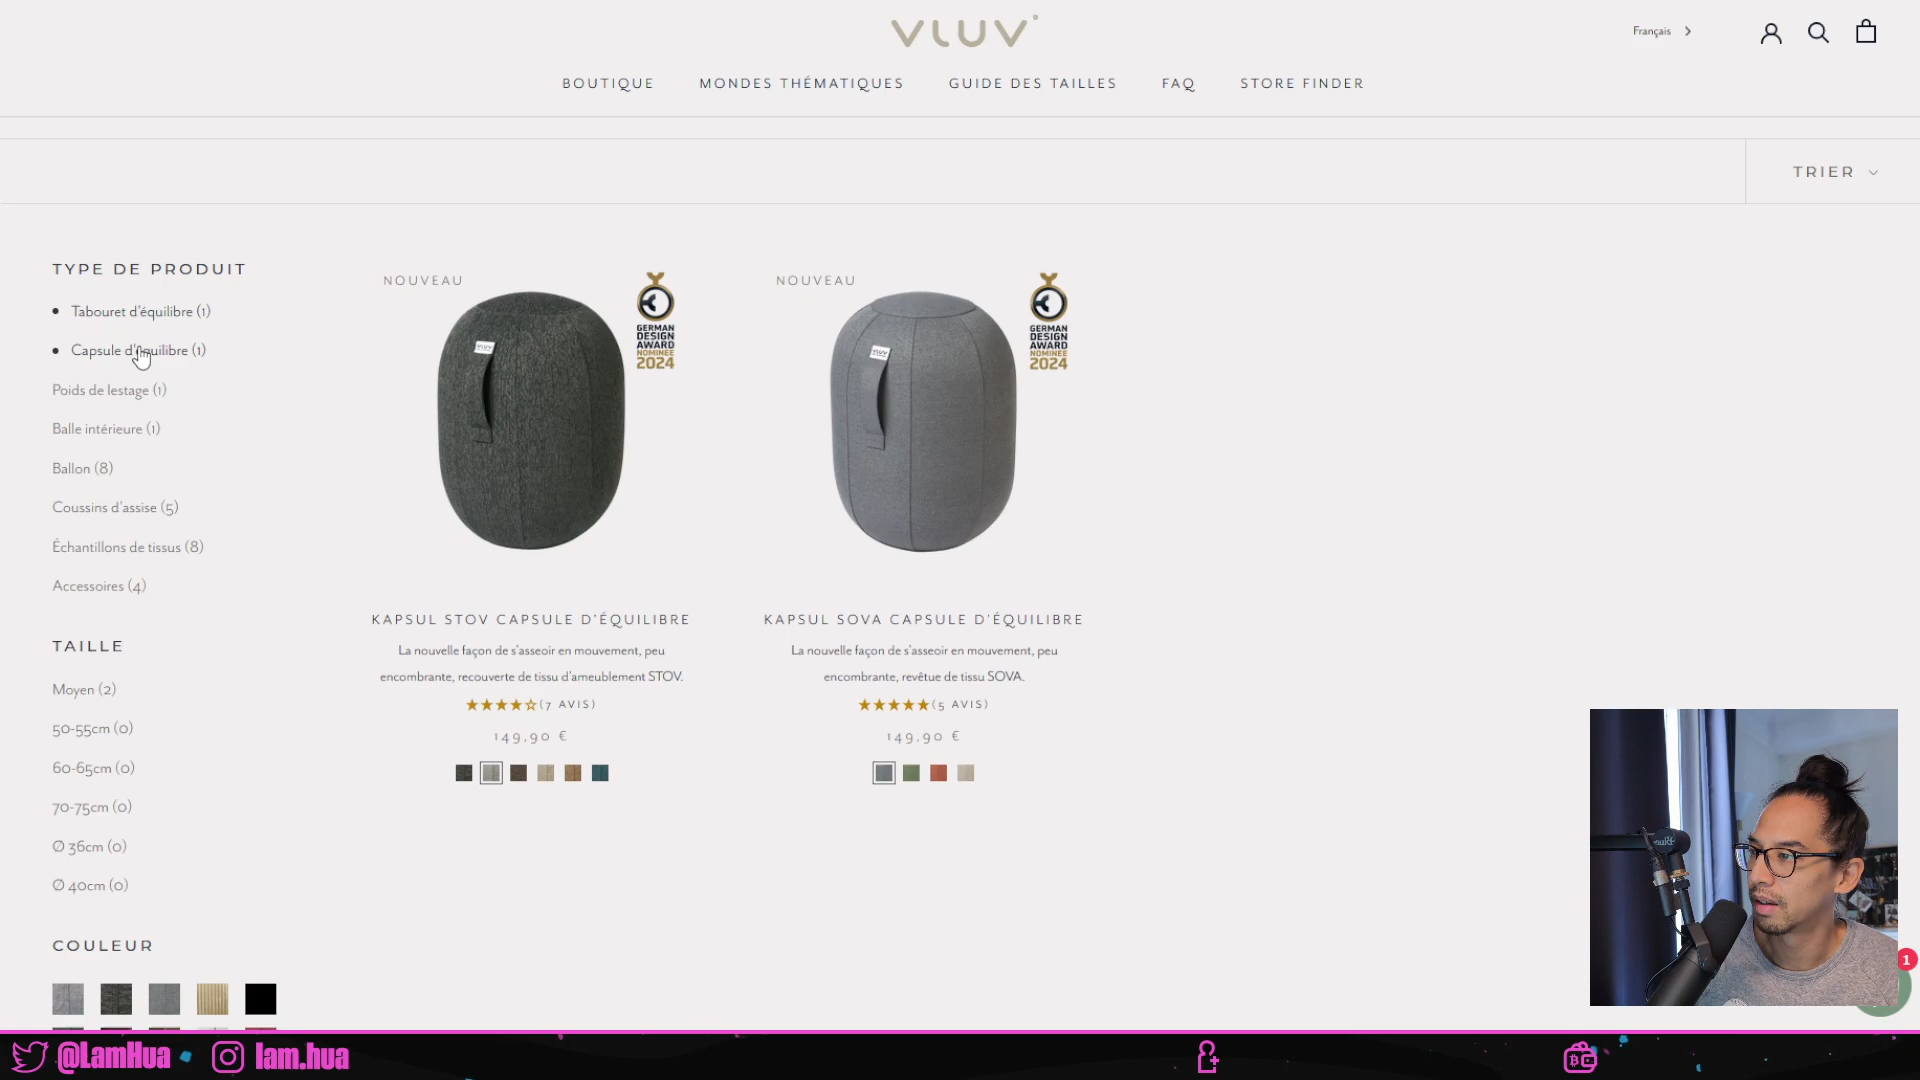 VLUV
Français
BOUTIQUE
MONDES THÉMATIQUES
GUIDE DES TAILLES
FAQ
STORE FINDER
TRIER
TYPE DE PRODUIT
Tabouret d'équilibre (1)
Capsule d'équilibre (1)
Poids de lestage (1)
Balle intérieure (1)
Ballon (8)
Coussins d'assise (5)
Échantillons de tissus (8)
Accessoires (4)
TAILLE
Moyen (2)
50-55cm (0)
60-65cm (0)
70-75cm (0)
Ø 36cm (0)
Ø 40cm (0)
COULEUR
NOUVEAU
GERMAN
DESIGN
AWARD
NOMINEE
2024
VLUV
KAPSUL STOV CAPSULE D'ÉQUILIBRE
La nouvelle façon de s'asseoir en mouvement, peu
encombrante, recouverte de tissu d'ameublement STOV.
★★★★☆(7 AVIS)
149,90 €
NOUVEAU
GERMAN
DESIGN
AWARD
NOMINEE
2024
VLUV
KAPSUL SOVA CAPSULE D'ÉQUILIBRE
La nouvelle façon de s'asseoir en mouvement, peu
encombrante, revêtue de tissu SOVA.
★★★★★(5 AVIS)
149,90 €
1
@LamHua
lam.hua